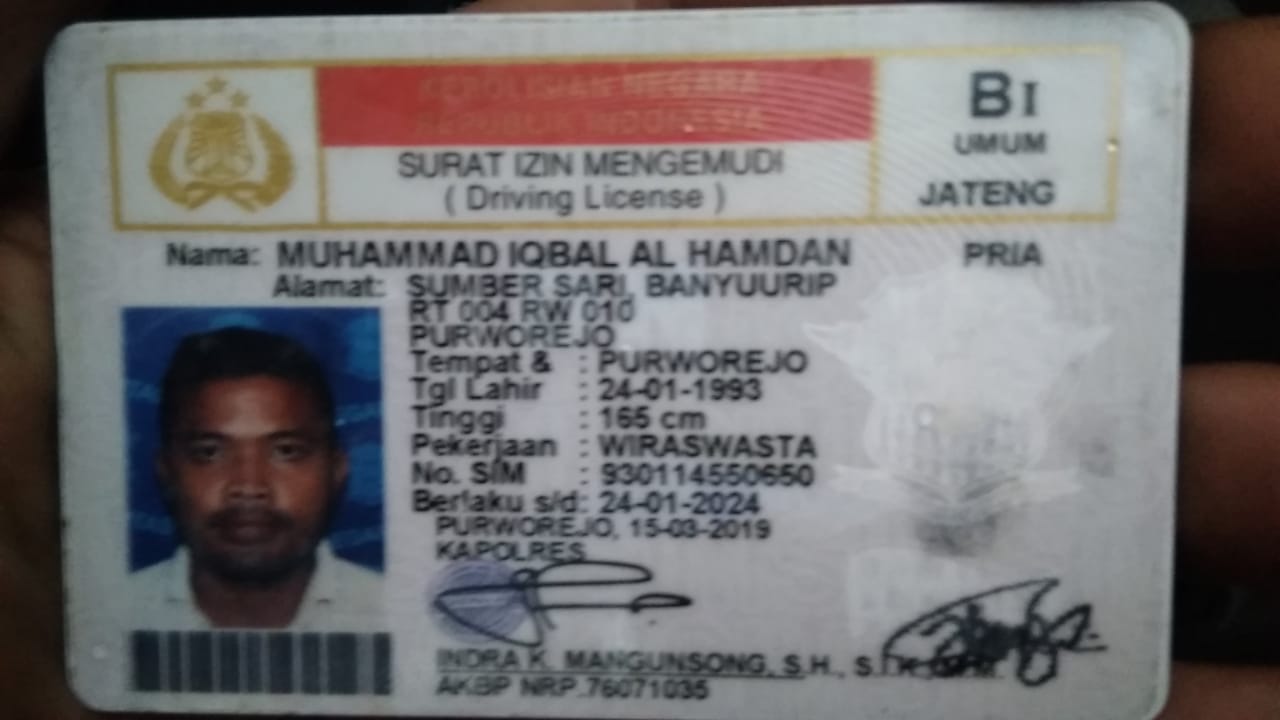 KEPOLISIAN NEGARA
REPUBLIK INDONESIA
SURAT IZIN MENGEMUDI
( Driving License )
BI
UMUM
JATENG
Nama: MUHAMMAD IQBAL AL HAMDAN
PRIA
Alamat: SUMBER SARI, BANYUURIP
RT 004 RW 010
PURWOREJO
Tempat & : PURWOREJO
Tgl Lahir : 24-01-1993
Tinggi : 165 cm
Pekerjaan : WIRASWASTA
No. SIM : 930114550650
Berlaku s/d: 24-01-2024
PURWOREJO, 15-03-2019
KAPOLRES
INDRA K. MANGUNSONG, S.H., S.I.K
AKBP NRP.76071035